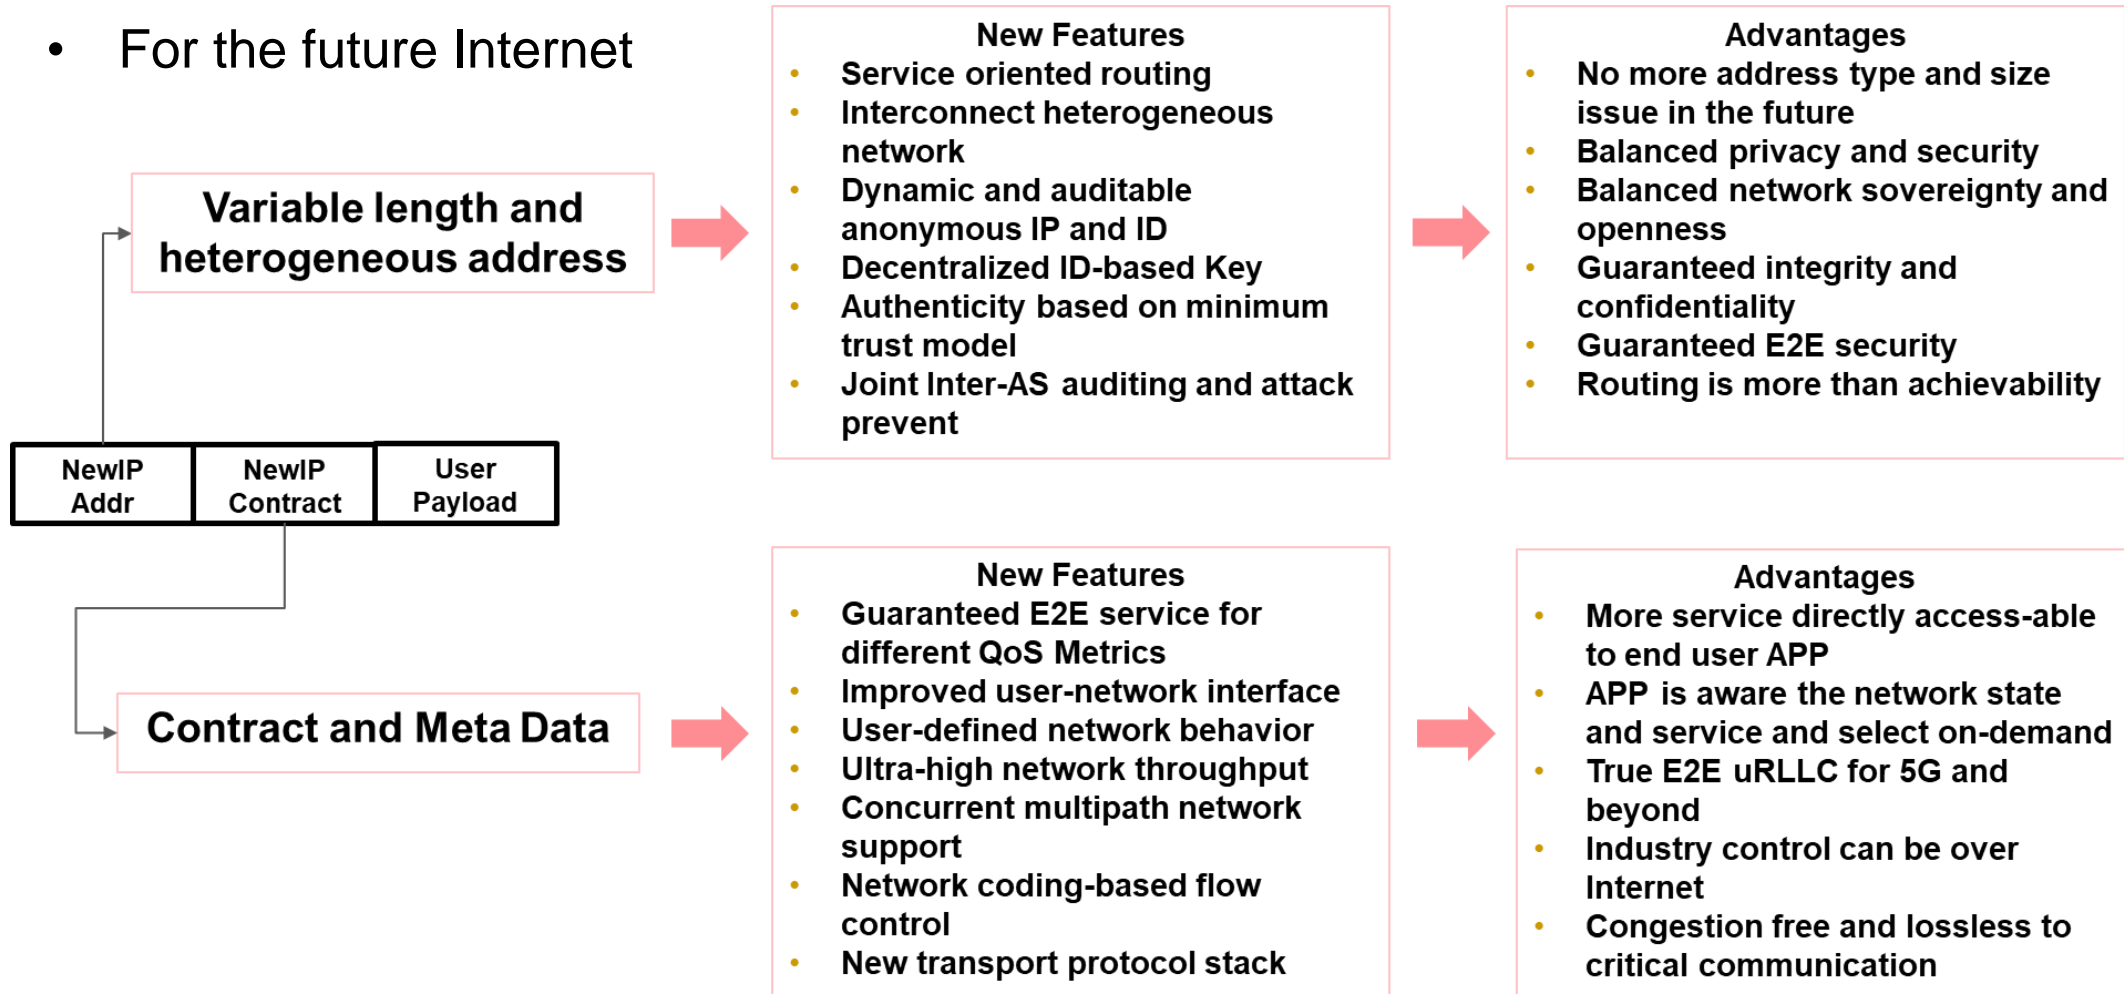 • For the future Internet
New Features
• Service oriented routing
• Interconnect heterogeneous
network
• Dynamic and auditable
anonymous IP and ID
• Decentralized ID-based Key
• Authenticity based on minimum
trust model
• Joint Inter-AS auditing and attack
prevent
Advantages
• No more address type and size
issue in the future
• Balanced privacy and security
• Balanced network sovereignty and
openness
• Guaranteed integrity and
confidentiality
• Guaranteed E2E security
• Routing is more than achievability
Variable length and
heterogeneous address
NewIP
Addr
NewIP
Contract
User
Payload
Contract and Meta Data
New Features
• Guaranteed E2E service for
different QoS Metrics
• Improved user-network interface
• User-defined network behavior
• Ultra-high network throughput
• Concurrent multipath network
support
• Network coding-based flow
control
• New transport protocol stack
Advantages
• More service directly access-able
to end user APP
• APP is aware the network state
and service and select on-demand
• True E2E uRLLC for 5G and
beyond
• Industry control can be over
Internet
• Congestion free and lossless to
critical communication